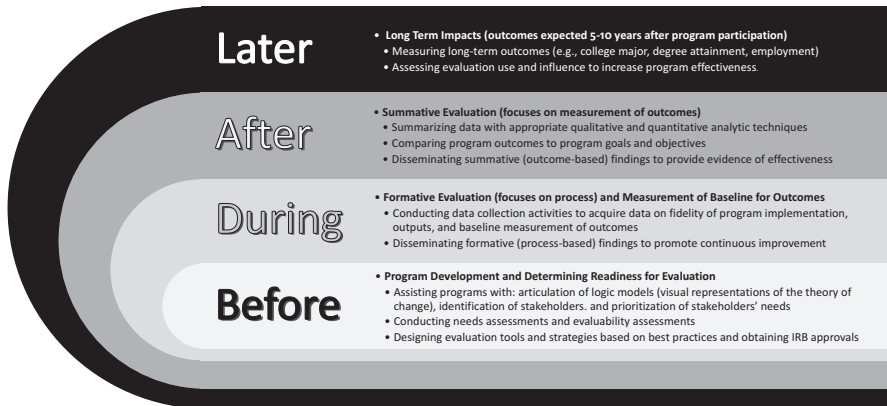 Later
• Long Term Impacts (outcomes expected 5-10 years after program participation)
• Measuring long-term outcomes (e.g., college major, degree attainment, employment)
• Assessing evaluation use and influence to increase program effectiveness.
After
• Summative Evaluation (focuses on measurement of outcomes)
• Summarizing data with appropriate qualitative and quantitative analytic techniques
• Comparing program outcomes to program goals and objectives
• Disseminating summative (outcome-based) findings to provide evidence of effectiveness
During
• Formative Evaluation (focuses on process) and Measurement of Baseline for Outcomes
• Conducting data collection activities to acquire data on fidelity of program implementation,
outputs, and baseline measurement of outcomes
• Disseminating formative (process-based) findings to promote continuous improvement
Before
• Program Development and Determining Readiness for Evaluation
• Assisting programs with: articulation of logic models (visual representations of the theory of
change), identification of stakeholders. and prioritization of stakeholders’ needs
• Conducting needs assessments and evaluability assessments
• Designing evaluation tools and strategies based on best practices and obtaining IRB approvals